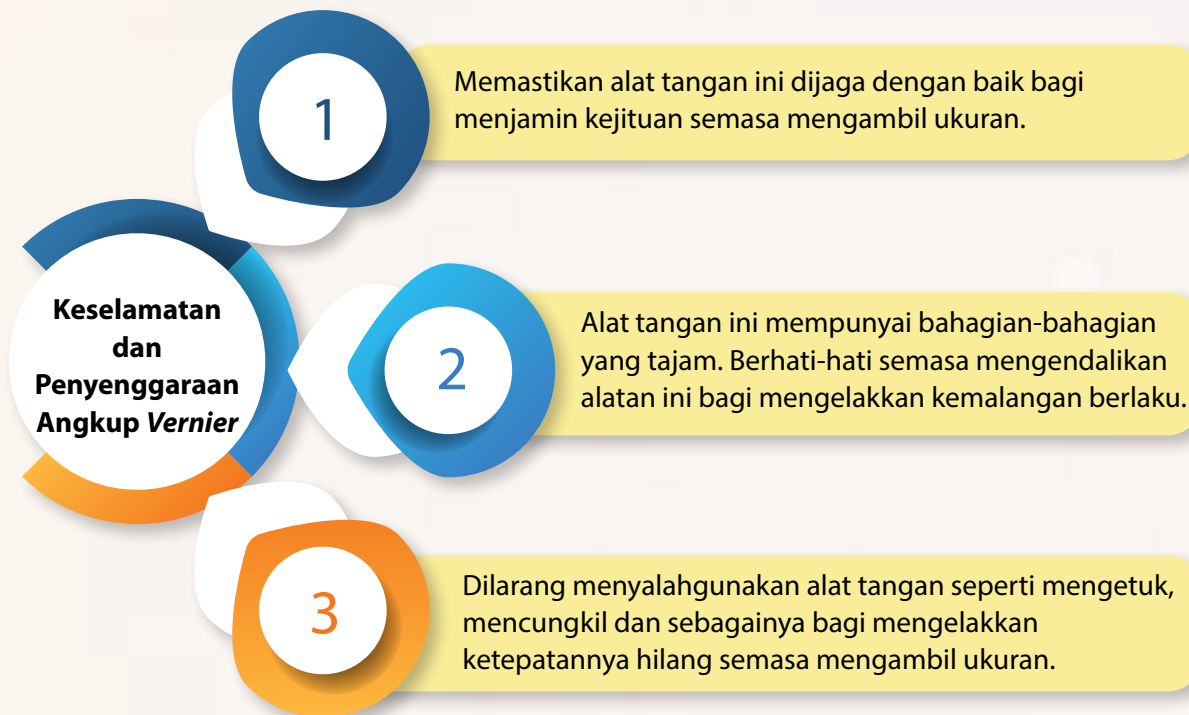 1
Memastikan alat tangan ini dijaga dengan baik bagi
menjamin kejituan semasa mengambil ukuran.
Keselamatan
dan
Penyenggaraan
Angkup Vernier
2
Alat tangan ini mempunyai bahagian-bahagian
yang tajam. Berhati-hati semasa mengendalikan
alatan ini bagi mengelakkan kemalangan berlaku.
3
Dilarang menyalahgunakan alat tangan seperti mengetuk,
mencungkil dan sebagainya bagi mengelakkan
ketepatannya hilang semasa mengambil ukuran.